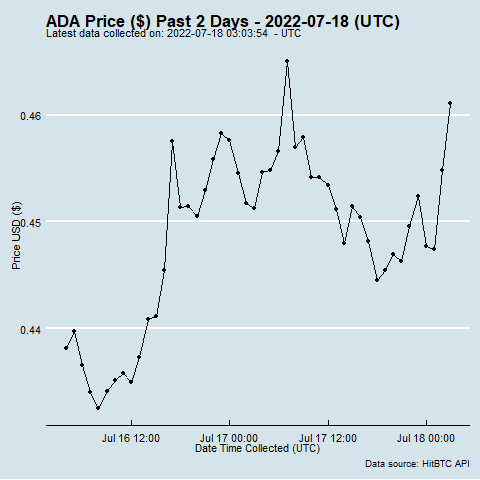 ADA Price ($) Past 2 Days - 2022-07-18 (UTC)
Latest data collected on: 2022-07-18 03:03:54 - UTC
0.46
0.45
0.44
Price USD ($)
Jul 16 12:00
Jul 17 00:00
Jul 17 12:00
Jul 18 00:00
Date Time Collected (UTC)
Data source: HitBTC API